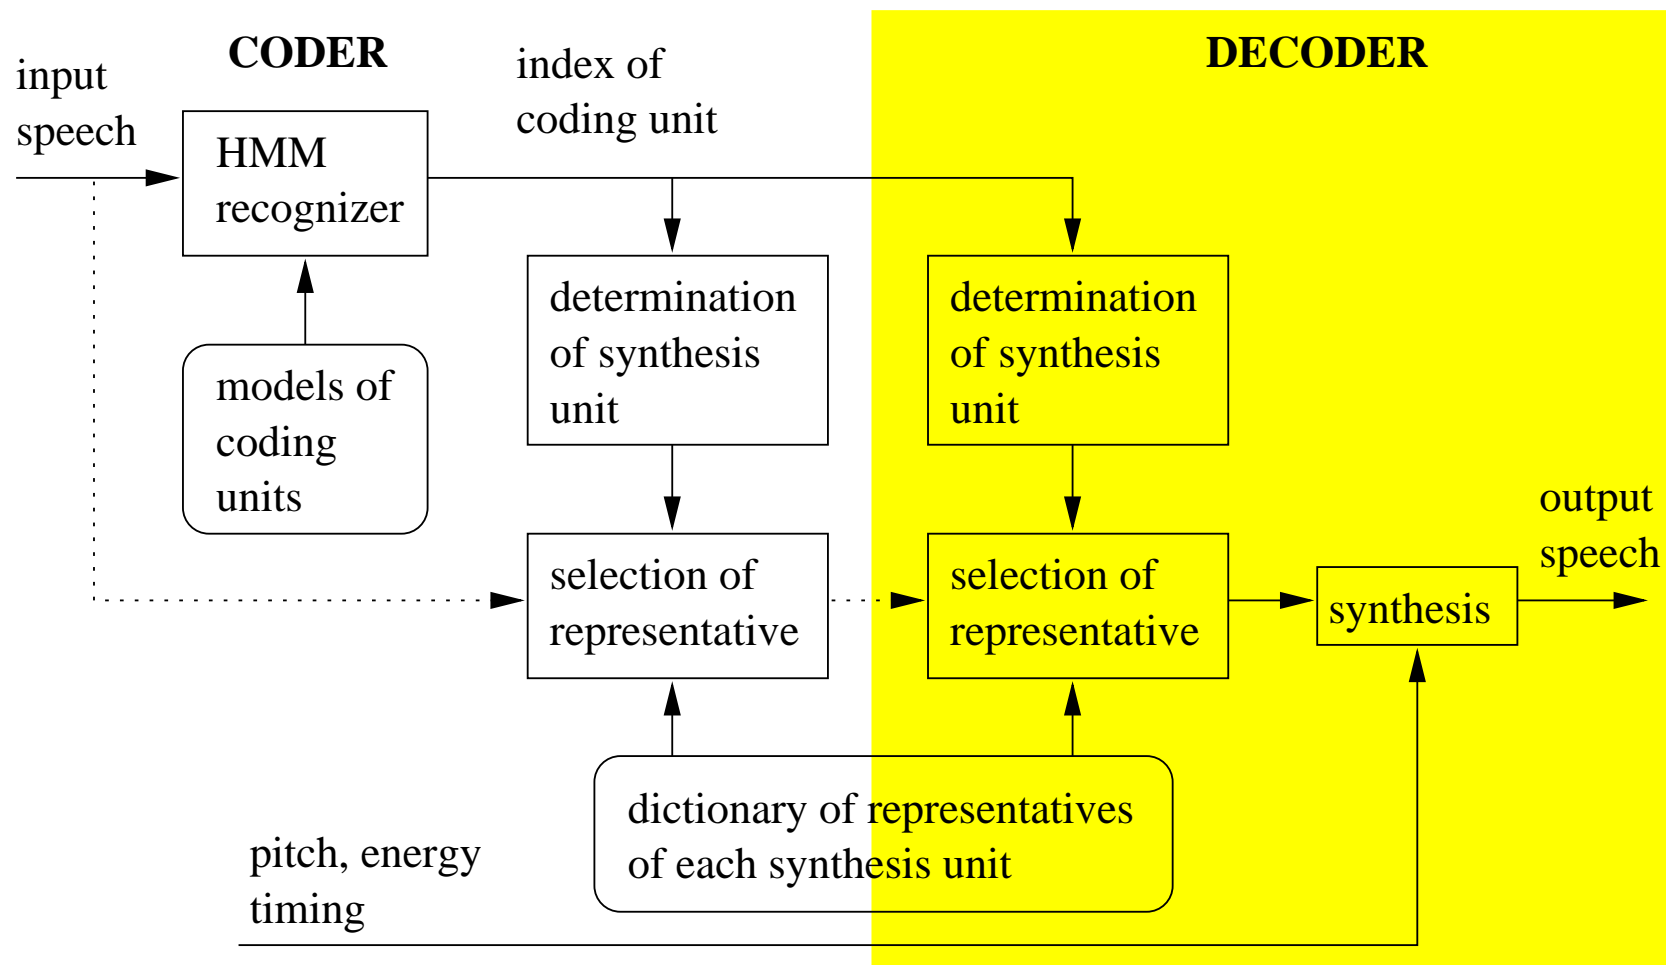 CODER
DECODER
input
speech
index of
coding unit
HMM
recognizer
determination
of synthesis
unit
determination
of synthesis
unit
models of
coding
units
selection of
representative
selection of
representative
synthesis
output
speech
dictionary of representatives
of each synthesis unit
pitch, energy
timing